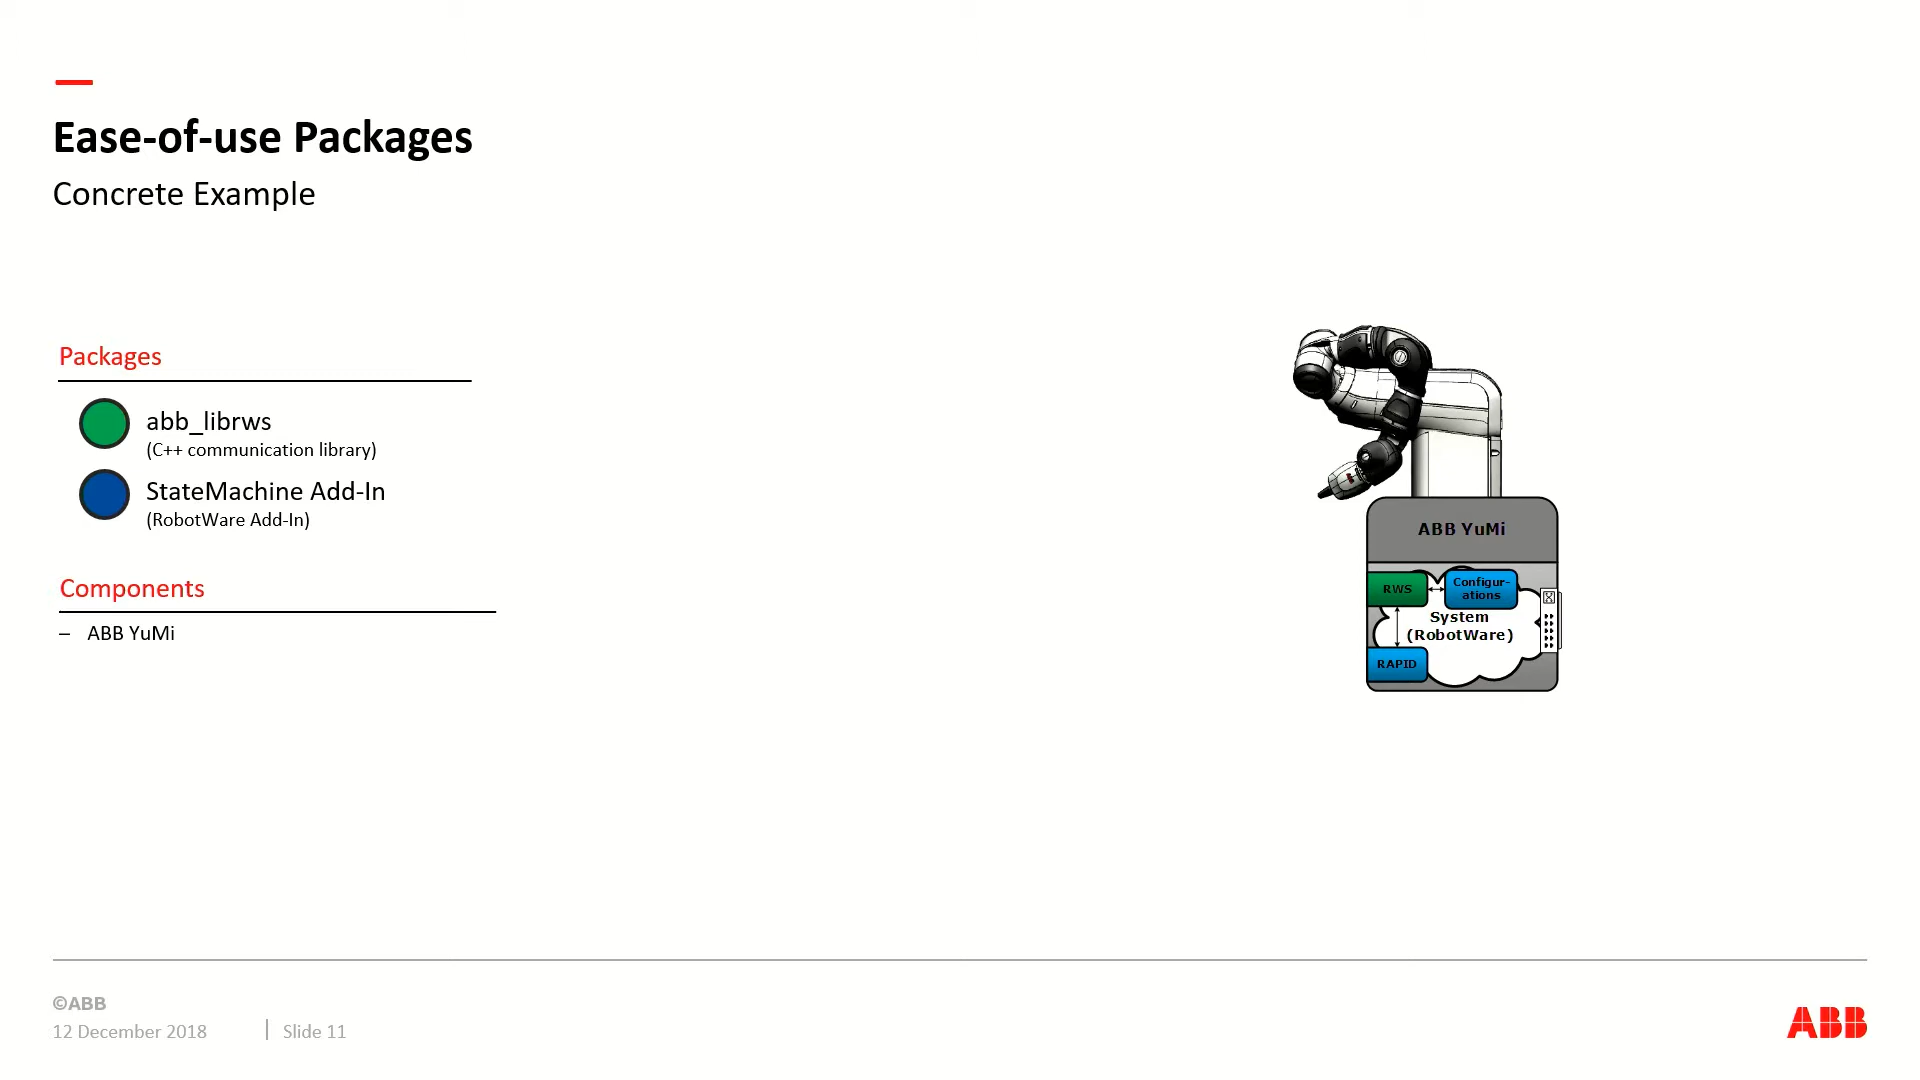 Ease-of-use Packages
Concrete Example
Packages
abb_librws
(C++ communication library)
StateMachine Add-In
(RobotWare Add-In)
Components
– ABB YuMi
ABB YuMi
RWS
Configur-
ations
System
(RobotWare)
RAPID
©ABB
12 December 2018
Slide 11
ABB